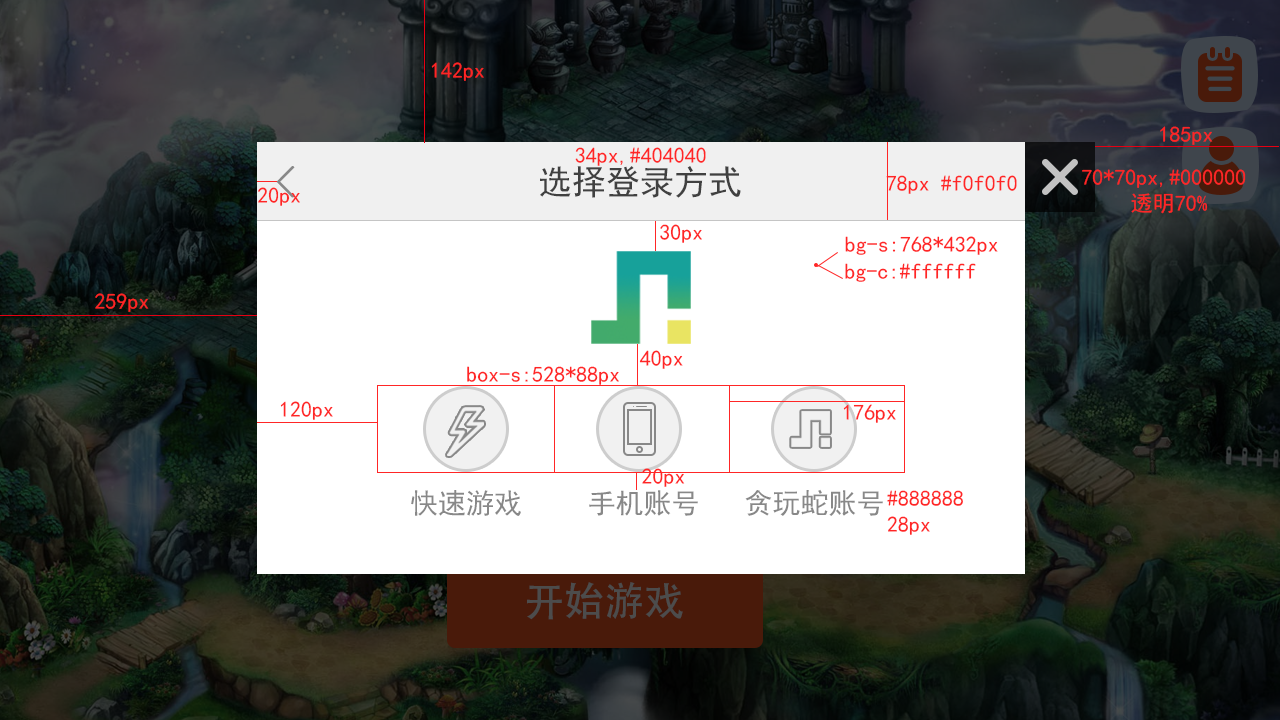 142px
185px
34px,#404040
选择登录方式
20px
78px #f0f0f0
70*70px,#000000
透明70%
30px
bg-s:768*432px
bg-c:#ffffff
259px
40px
box-s:528*88px
120px
176px
20px
快速游戏
手机账号
贪玩蛇账号
#888888
28px
开始游戏